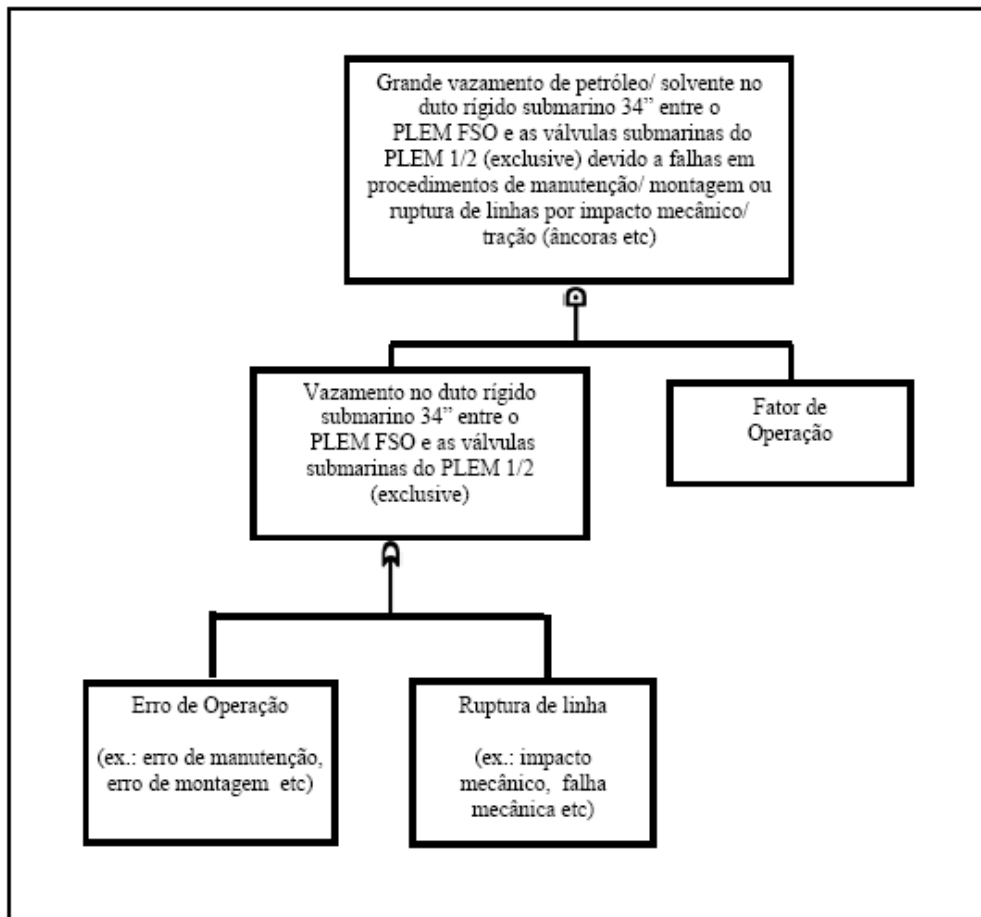 Grande vazamento de petróleo/ solvente no
duto rígido submarino 34” entre o
PLEM FSO e as válvulas submarinas do
PLEM 1/2 (exclusive) devido a falhas em
procedimentos de manutenção/ montagem ou
ruptura de linhas por impacto mecânico/
tração (âncoras etc)
Vazamento no duto rígido
submarino 34” entre o
PLEM FSO e as válvulas
submarinas do PLEM 1/2
(exclusive)
Fator de
Operação
Erro de Operação
(ex.: erro de manutenção,
erro de montagem etc)
Ruptura de linha
(ex.: impacto
mecânico, falha
mecânica etc)